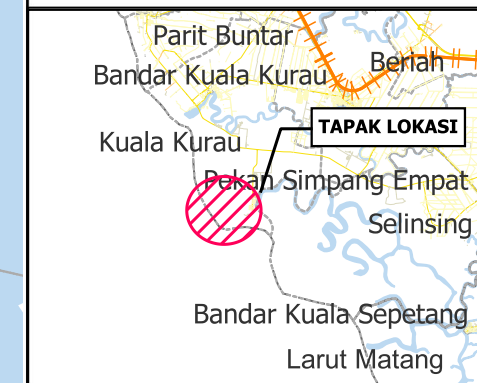 Parit Buntar
Beriah
Bandar Kuala Kurau
TAPAK LOKASI
Kuala Kurau
Pekan Simpang Empat
Selinsing
Bandar Kuala Sepetang
Larut Matang